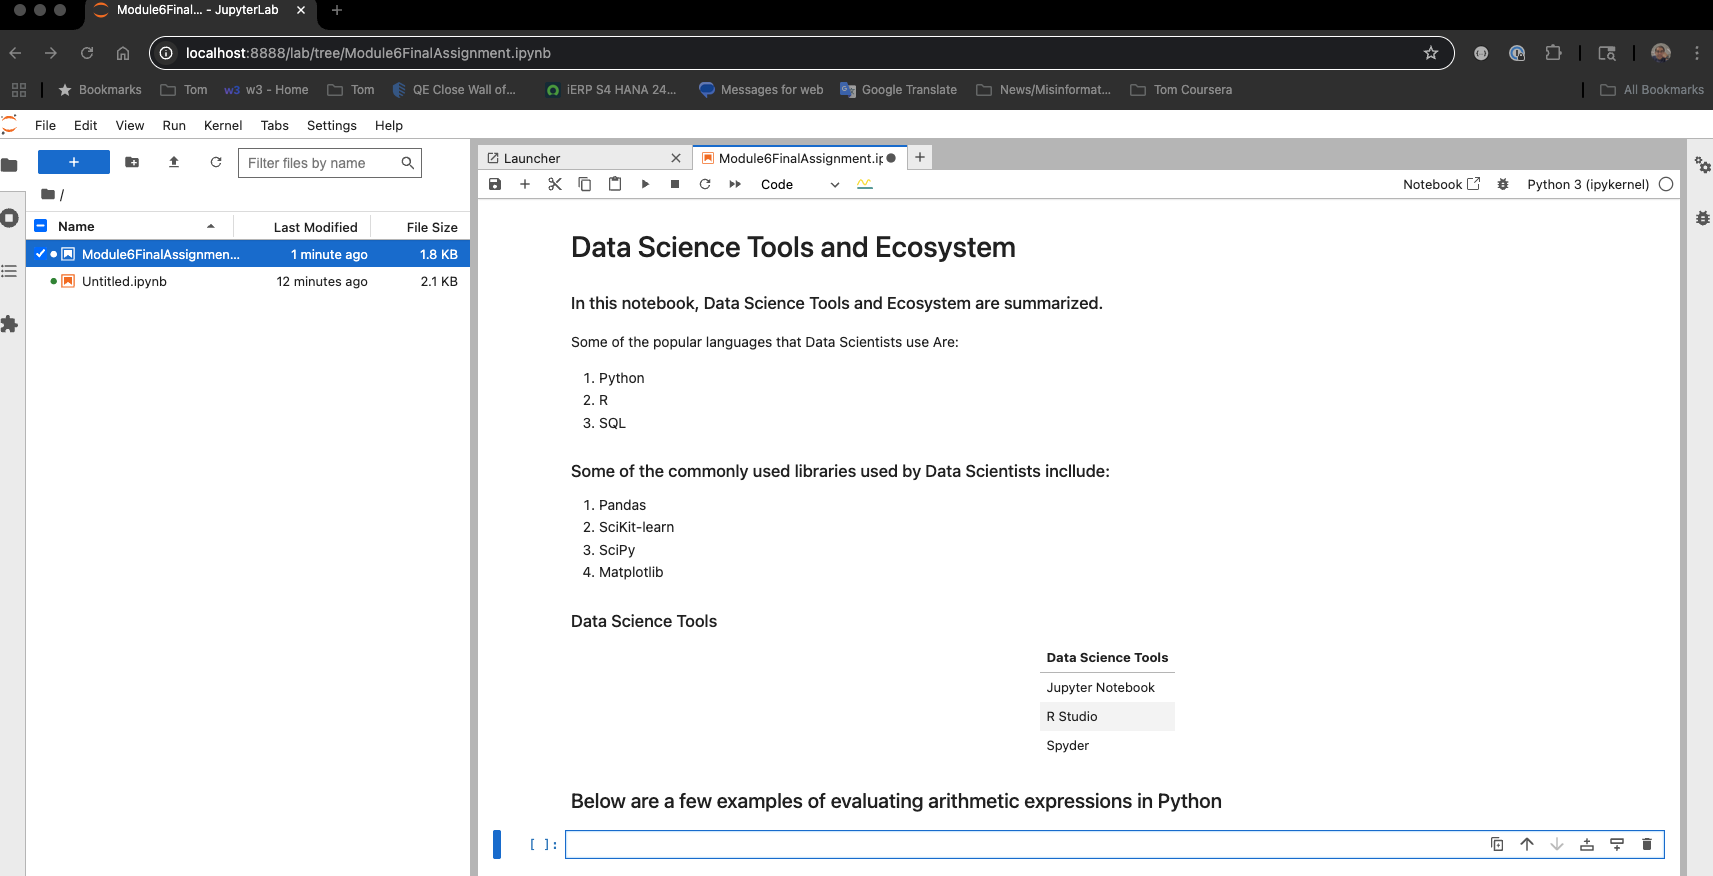 Module6Final... - JupyterLab
localhost:8888/lab/tree/Module6FinalAssignment.ipynb
Bookmarks Tom w3 w3 - Home Tom QE Close Wall of... iERP S4 HANA 24... Messages for web Google Translate News/Misinformat... Tom Coursera All Bookmarks
File Edit View Run Kernel Tabs Settings Help
Filter files by name
/
Name Last Modified File Size
Module6FinalAssignmen... 1 minute ago 1.8 KB
Untitled.ipynb 12 minutes ago 2.1 KB
Launcher Module6FinalAssignment.ip
Code Notebook Python 3 (ipykernel)
Data Science Tools and Ecosystem
In this notebook, Data Science Tools and Ecosystem are summarized.
Some of the popular languages that Data Scientists use Are:
1. Python
2. R
3. SQL
Some of the commonly used libraries used by Data Scientists incllude:
1. Pandas
2. SciKit-learn
3. SciPy
4. Matplotlib
Data Science Tools
Data Science Tools
Jupyter Notebook
R Studio
Spyder
Below are a few examples of evaluating arithmetic expressions in Python
[ ]: